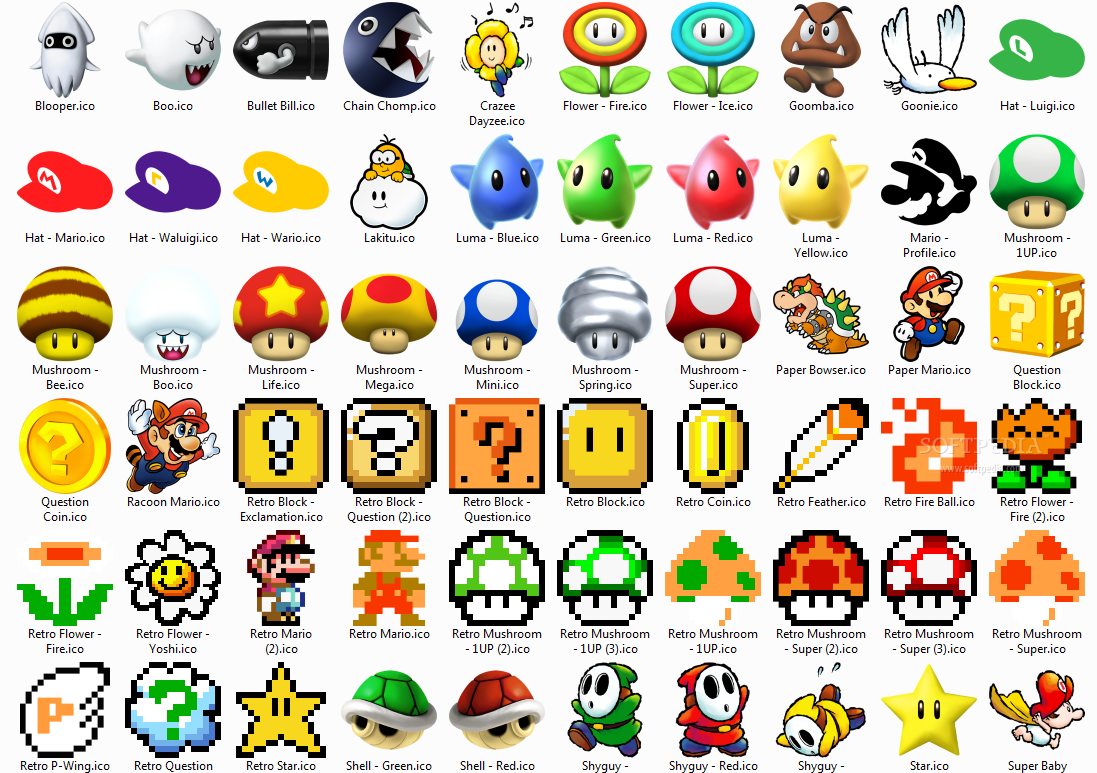 Blooper.ico
Boo.ico
Bullet Bill.ico
Chain Chomp.ico
Crazee
Dayzee.ico
Flower - Fire.ico
Flower - Ice.ico
Goomba.ico
Goonie.ico
L
Hat - Luigi.ico
M
Hat - Mario.ico
Γ
Hat - Waluigi.ico
W
Hat - Wario.ico
Lakitu.ico
Luma - Blue.ico
Luma - Green.ico
Luma - Red.ico
Luma -
Yellow.ico
Mario -
Profile.ico
Mushroom -
1UP.ico
Mushroom -
Bee.ico
Mushroom -
Boo.ico
Mushroom -
Life.ico
Mushroom -
Mega.ico
Mushroom -
Mini.ico
Mushroom -
Spring.ico
Mushroom -
Super.ico
Paper Bowser.ico
M
Paper Mario.ico
? ?
Question
Block.ico
?
Question
Coin.ico
M
Racoon Mario.ico
!
Retro Block -
Exclamation.ico
?
Retro Block -
Question (2).ico
?
Retro Block -
Question.ico
Retro Block.ico
Retro Coin.ico
Retro Feather.ico
Retro Fire Ball.ico
SOFTPEDIA
www.softpedia.com
Retro Flower -
Fire (2).ico
Retro Flower -
Fire.ico
Retro Flower -
Yoshi.ico
Retro Mario
(2).ico
Retro Mario.ico
Retro Mushroom
- 1UP (2).ico
Retro Mushroom
- 1UP (3).ico
Retro Mushroom
- 1UP.ico
Retro Mushroom
- Super (2).ico
Retro Mushroom
- Super (3).ico
Retro Mushroom
- Super.ico
P
Retro P-Wing.ico
?
Retro Question
Retro Star.ico
Shell - Green.ico
Shell - Red.ico
Shyguy -
Shyguy - Red.ico
Shyguy -
Star.ico
Super Baby